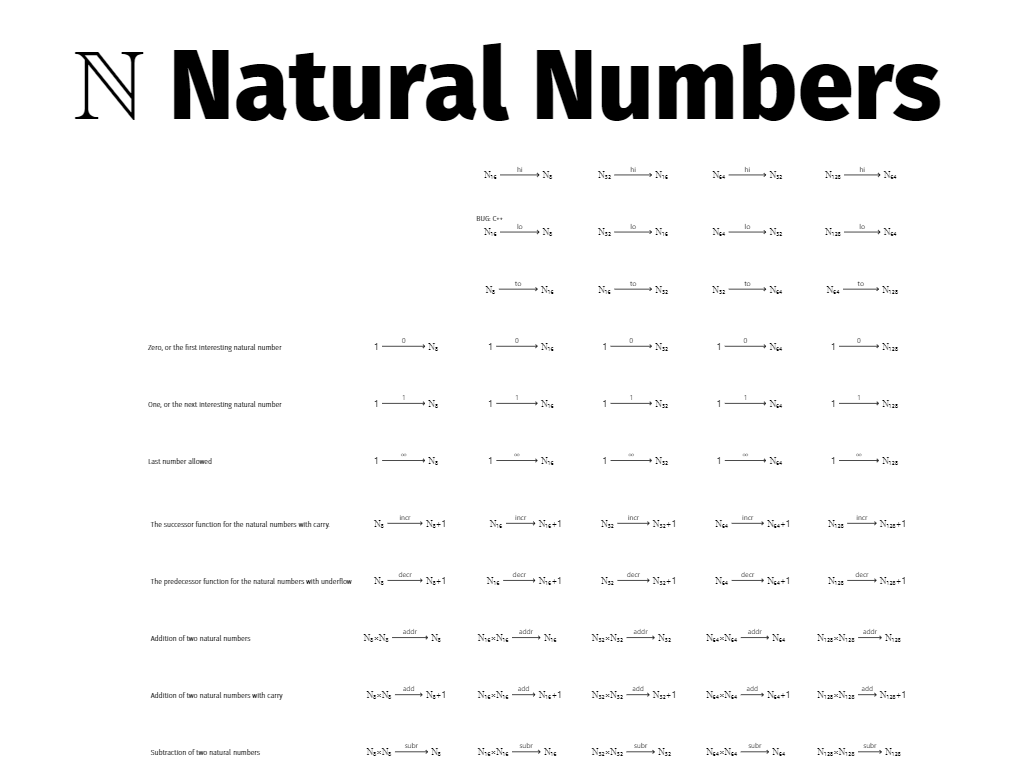 ℕ Natural Numbers
N₁₆ hi⟶ N₈ N₃₂ hi⟶ N₁₆ N₆₄ hi⟶ N₃₂ N₁₂₈ hi⟶ N₆₄
BUG: C++
N₁₆ lo⟶ N₈ N₃₂ lo⟶ N₁₆ N₆₄ lo⟶ N₃₂ N₁₂₈ lo⟶ N₆₄
N₈ to⟶ N₁₆ N₁₆ to⟶ N₃₂ N₃₂ to⟶ N₆₄ N₆₄ to⟶ N₁₂₈
Zero, or the first interesting natural number 1 0⟶ N₈ 1 0⟶ N₁₆ 1 0⟶ N₃₂ 1 0⟶ N₆₄ 1 0⟶ N₁₂₈
One, or the next interesting natural number 1 1⟶ N₈ 1 1⟶ N₁₆ 1 1⟶ N₃₂ 1 1⟶ N₆₄ 1 1⟶ N₁₂₈
Last number allowed 1 ∞⟶ N₈ 1 ∞⟶ N₁₆ 1 ∞⟶ N₃₂ 1 ∞⟶ N₆₄ 1 ∞⟶ N₁₂₈
The successor function for the natural numbers with carry. N₈ incr⟶ N₈+1 N₁₆ incr⟶ N₁₆+1 N₃₂ incr⟶ N₃₂+1 N₆₄ incr⟶ N₆₄+1 N₁₂₈ incr⟶ N₁₂₈+1
The predecessor function for the natural numbers with underflow N₈ decr⟶ N₈+1 N₁₆ decr⟶ N₁₆+1 N₃₂ decr⟶ N₃₂+1 N₆₄ decr⟶ N₆₄+1 N₁₂₈ decr⟶ N₁₂₈+1
Addition of two natural numbers N₈×N₈ addr⟶ N₈ N₁₆×N₁₆ addr⟶ N₁₆ N₃₂×N₃₂ addr⟶ N₃₂ N₆₄×N₆₄ addr⟶ N₆₄ N₁₂₈×N₁₂₈ addr⟶ N₁₂₈
Addition of two natural numbers with carry N₈×N₈ add⟶ N₈+1 N₁₆×N₁₆ add⟶ N₁₆+1 N₃₂×N₃₂ add⟶ N₃₂+1 N₆₄×N₆₄ add⟶ N₆₄+1 N₁₂₈×N₁₂₈ add⟶ N₁₂₈+1
Subtraction of two natural numbers N₈×N₈ subr⟶ N₈ N₁₆×N₁₆ subr⟶ N₁₆ N₃₂×N₃₂ subr⟶ N₃₂ N₆₄×N₆₄ subr⟶ N₆₄ N₁₂₈×N₁₂₈ subr⟶ N₁₂₈